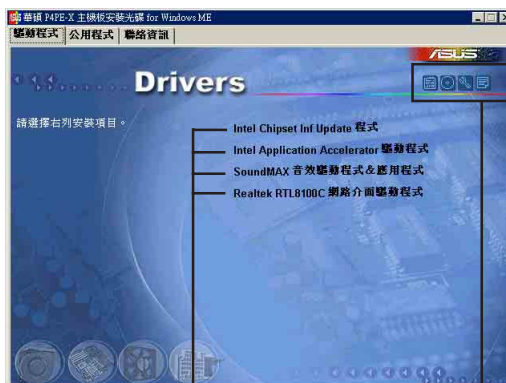 華碩 P4PE-X 主機板安裝光碟 for Windows ME
驅動程式 公用程式 聯絡資訊
ASUS
Drivers
請選擇右列安裝項目。
Intel Chipset Inf Update 程式
Intel Application Accelerator 驅動程式
SoundMAX 音效驅動程式&應用程式
Realtek RTL8100C 網路介面驅動程式